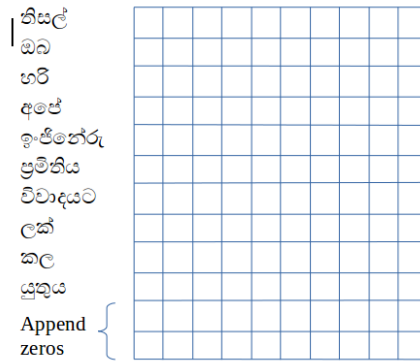 තිසල්
ඔබ
හරි
අපේ
ඉංජිනේරු
ප්‍රමිතිය
විවාදයට
ලක්
කල
යුතුය
Append
zeros